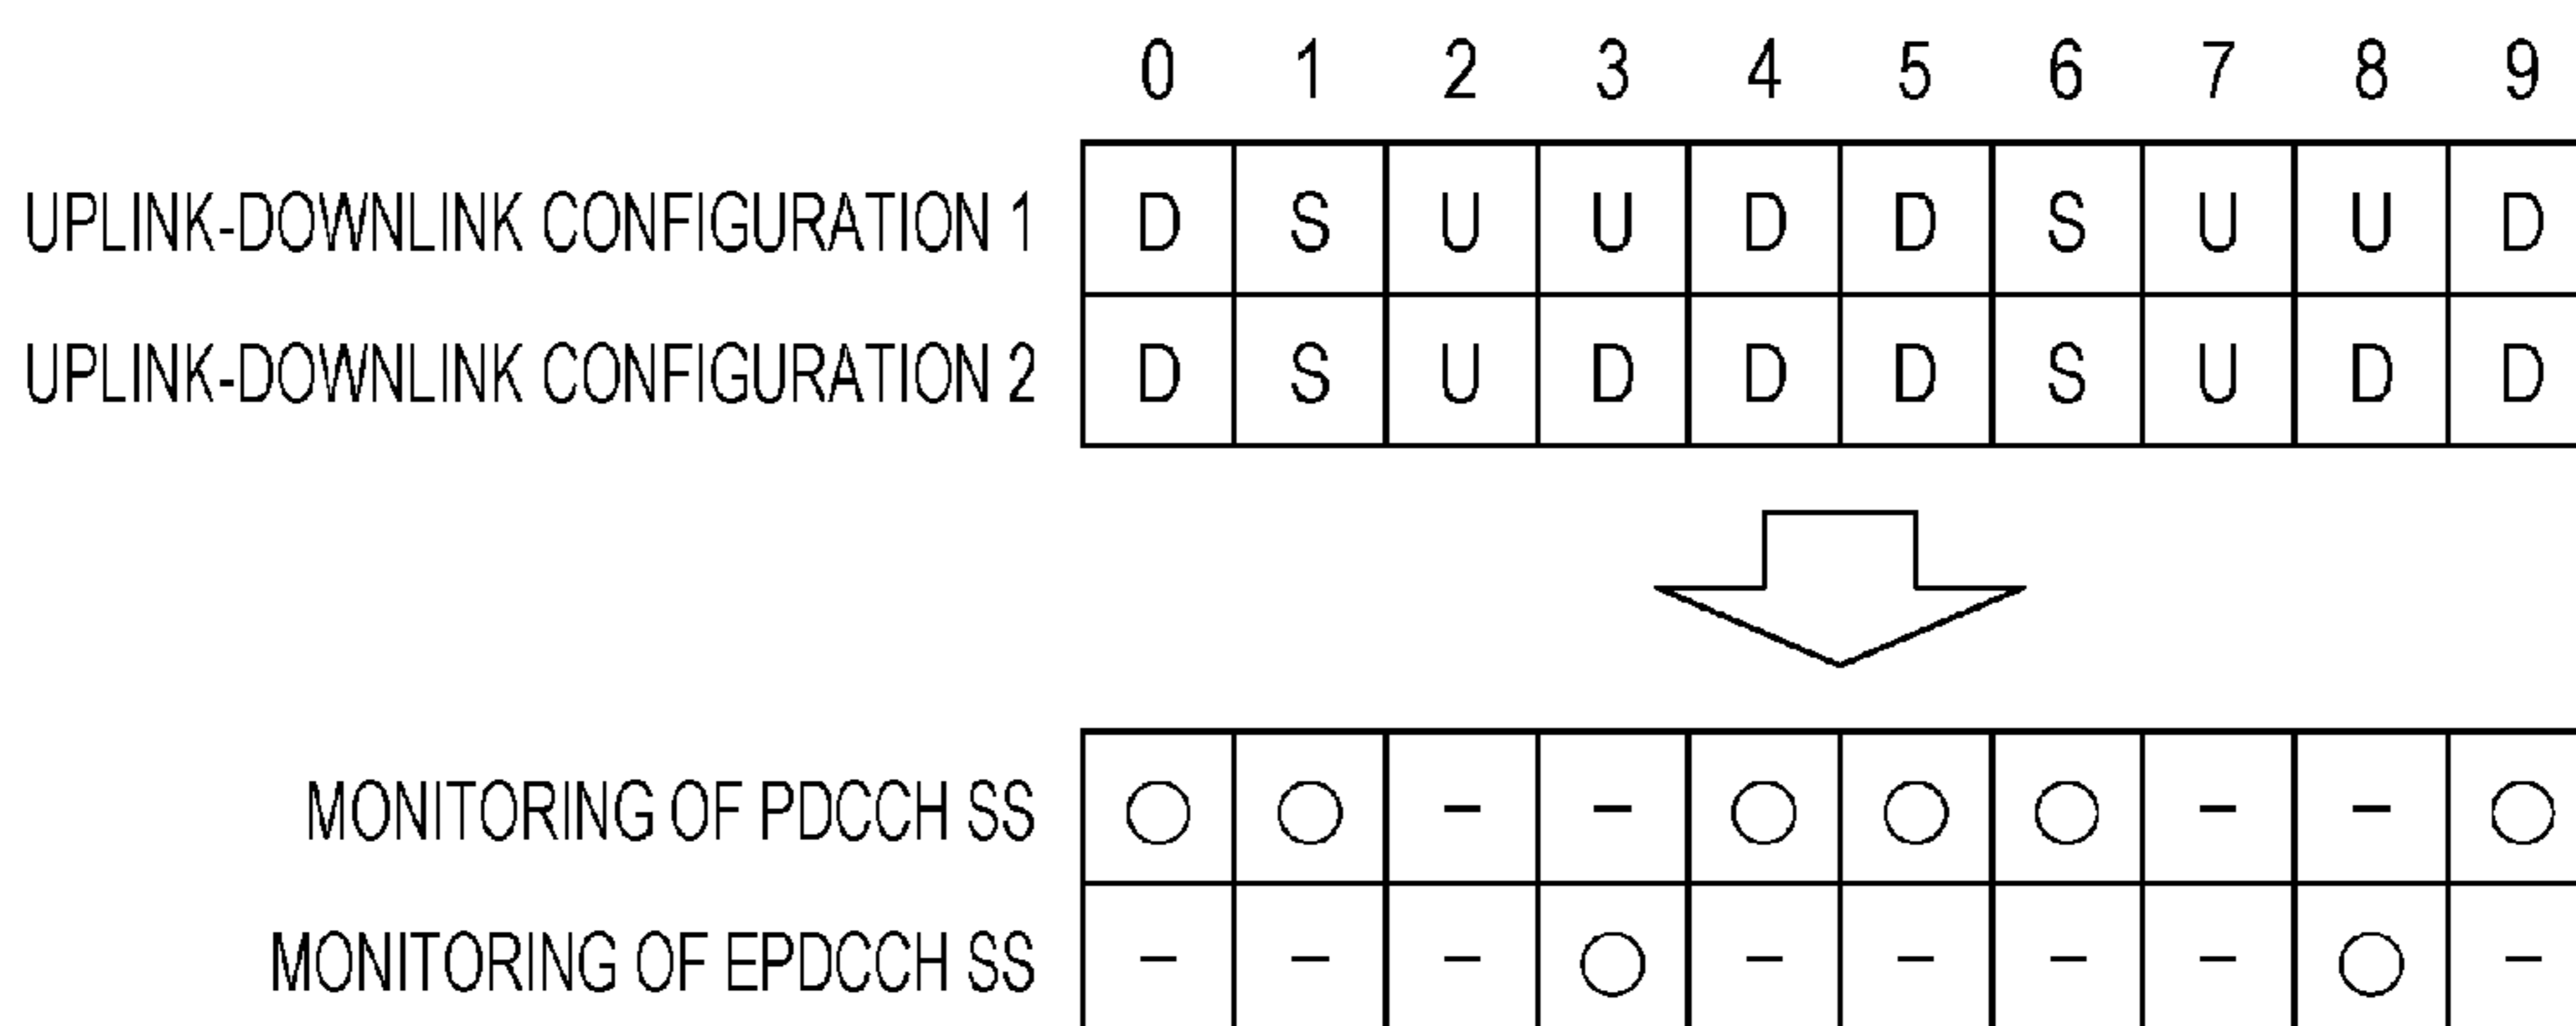 0 1 2 3 4 5 6 7 8 9
UPLINK-DOWNLINK CONFIGURATION 1 D S U U D D S U U D
UPLINK-DOWNLINK CONFIGURATION 2 D S U D D D S U D D
MONITORING OF PDCCH SS ○ ○ – – ○ ○ ○ – – ○
MONITORING OF EPDCCH SS – – – ○ – – – – ○ –